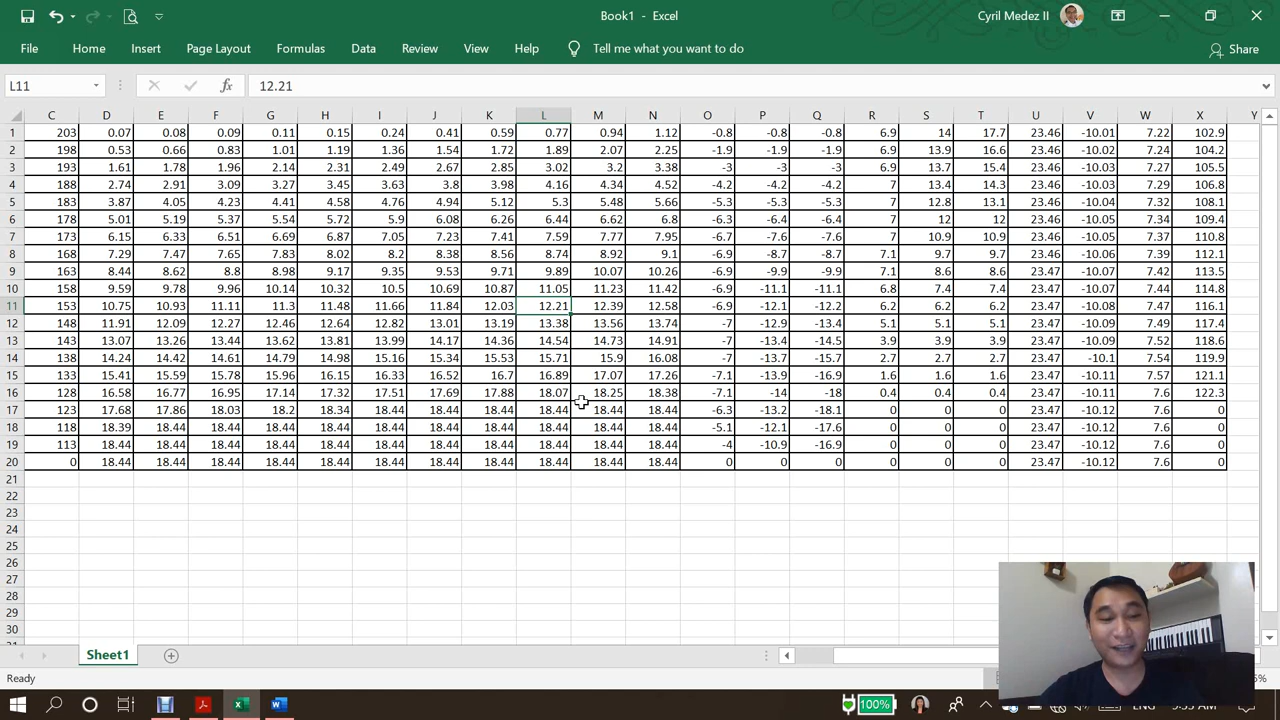 Book1 - Excel
Cyril Medez II
File Home Insert Page Layout Formulas Data Review View Help Tell me what you want to do Share
L11 fx 12.21
C D E F G H I J K L M N O P Q R S T U V W X Y
1 203 0.07 0.08 0.09 0.11 0.15 0.24 0.41 0.59 0.77 0.94 1.12 -0.8 -0.8 -0.8 6.9 14 17.7 23.46 -10.01 7.22 102.9
2 198 0.53 0.66 0.83 1.01 1.19 1.36 1.54 1.72 1.89 2.07 2.25 -1.9 -1.9 -1.9 6.9 13.9 16.6 23.46 -10.02 7.24 104.2
3 193 1.61 1.78 1.96 2.14 2.31 2.49 2.67 2.85 3.02 3.2 3.38 -3 -3 -3 6.9 13.7 15.4 23.46 -10.03 7.27 105.5
4 188 2.74 2.91 3.09 3.27 3.45 3.63 3.8 3.98 4.16 4.34 4.52 -4.2 -4.2 -4.2 7 13.4 14.3 23.46 -10.03 7.29 106.8
5 183 3.87 4.05 4.23 4.41 4.58 4.76 4.94 5.12 5.3 5.48 5.66 -5.3 -5.3 -5.3 7 12.8 13.1 23.46 -10.04 7.32 108.1
6 178 5.01 5.19 5.37 5.54 5.72 5.9 6.08 6.26 6.44 6.62 6.8 -6.3 -6.4 -6.4 7 12 12 23.46 -10.05 7.34 109.4
7 173 6.15 6.33 6.51 6.69 6.87 7.05 7.23 7.41 7.59 7.77 7.95 -6.7 -7.6 -7.6 7 10.9 10.9 23.46 -10.05 7.37 110.8
8 168 7.29 7.47 7.65 7.83 8.02 8.2 8.38 8.56 8.74 8.92 9.1 -6.9 -8.7 -8.7 7.1 9.7 9.7 23.46 -10.06 7.39 112.1
9 163 8.44 8.62 8.8 8.98 9.17 9.35 9.53 9.71 9.89 10.07 10.26 -6.9 -9.9 -9.9 7.1 8.6 8.6 23.46 -10.07 7.42 113.5
10 158 9.59 9.78 9.96 10.14 10.32 10.5 10.69 10.87 11.05 11.23 11.42 -6.9 -11.1 -11.1 6.8 7.4 7.4 23.46 -10.07 7.44 114.8
11 153 10.75 10.93 11.11 11.3 11.48 11.66 11.84 12.03 12.21 12.39 12.58 -6.9 -12.1 -12.2 6.2 6.2 6.2 23.46 -10.08 7.47 116.1
12 148 11.91 12.09 12.27 12.46 12.64 12.82 13.01 13.19 13.38 13.56 13.74 -7 -12.9 -13.4 5.1 5.1 5.1 23.46 -10.09 7.49 117.4
13 143 13.07 13.26 13.44 13.62 13.81 13.99 14.17 14.36 14.54 14.73 14.91 -7 -13.4 -14.5 3.9 3.9 3.9 23.47 -10.09 7.52 118.6
14 138 14.24 14.42 14.61 14.79 14.98 15.16 15.34 15.53 15.71 15.9 16.08 -7 -13.7 -15.7 2.7 2.7 2.7 23.47 -10.1 7.54 119.9
15 133 15.41 15.59 15.78 15.96 16.15 16.33 16.52 16.7 16.89 17.07 17.26 -7.1 -13.9 -16.9 1.6 1.6 1.6 23.47 -10.11 7.57 121.1
16 128 16.58 16.77 16.95 17.14 17.32 17.51 17.69 17.88 18.07 18.25 18.38 -7.1 -14 -18 0.4 0.4 0.4 23.47 -10.11 7.6 122.3
17 123 17.68 17.86 18.03 18.2 18.34 18.44 18.44 18.44 18.44 18.44 18.44 -6.3 -13.2 -18.1 0 0 0 23.47 -10.12 7.6 0
18 118 18.39 18.44 18.44 18.44 18.44 18.44 18.44 18.44 18.44 18.44 18.44 -5.1 -12.1 -17.6 0 0 0 23.47 -10.12 7.6 0
19 113 18.44 18.44 18.44 18.44 18.44 18.44 18.44 18.44 18.44 18.44 18.44 -4 -10.9 -16.9 0 0 0 23.47 -10.12 7.6 0
20 0 18.44 18.44 18.44 18.44 18.44 18.44 18.44 18.44 18.44 18.44 18.44 0 0 0 0 0 0 23.47 -10.12 7.6 0
21
22
23
24
25
26
27
28
29
30
Sheet1
Ready
100%